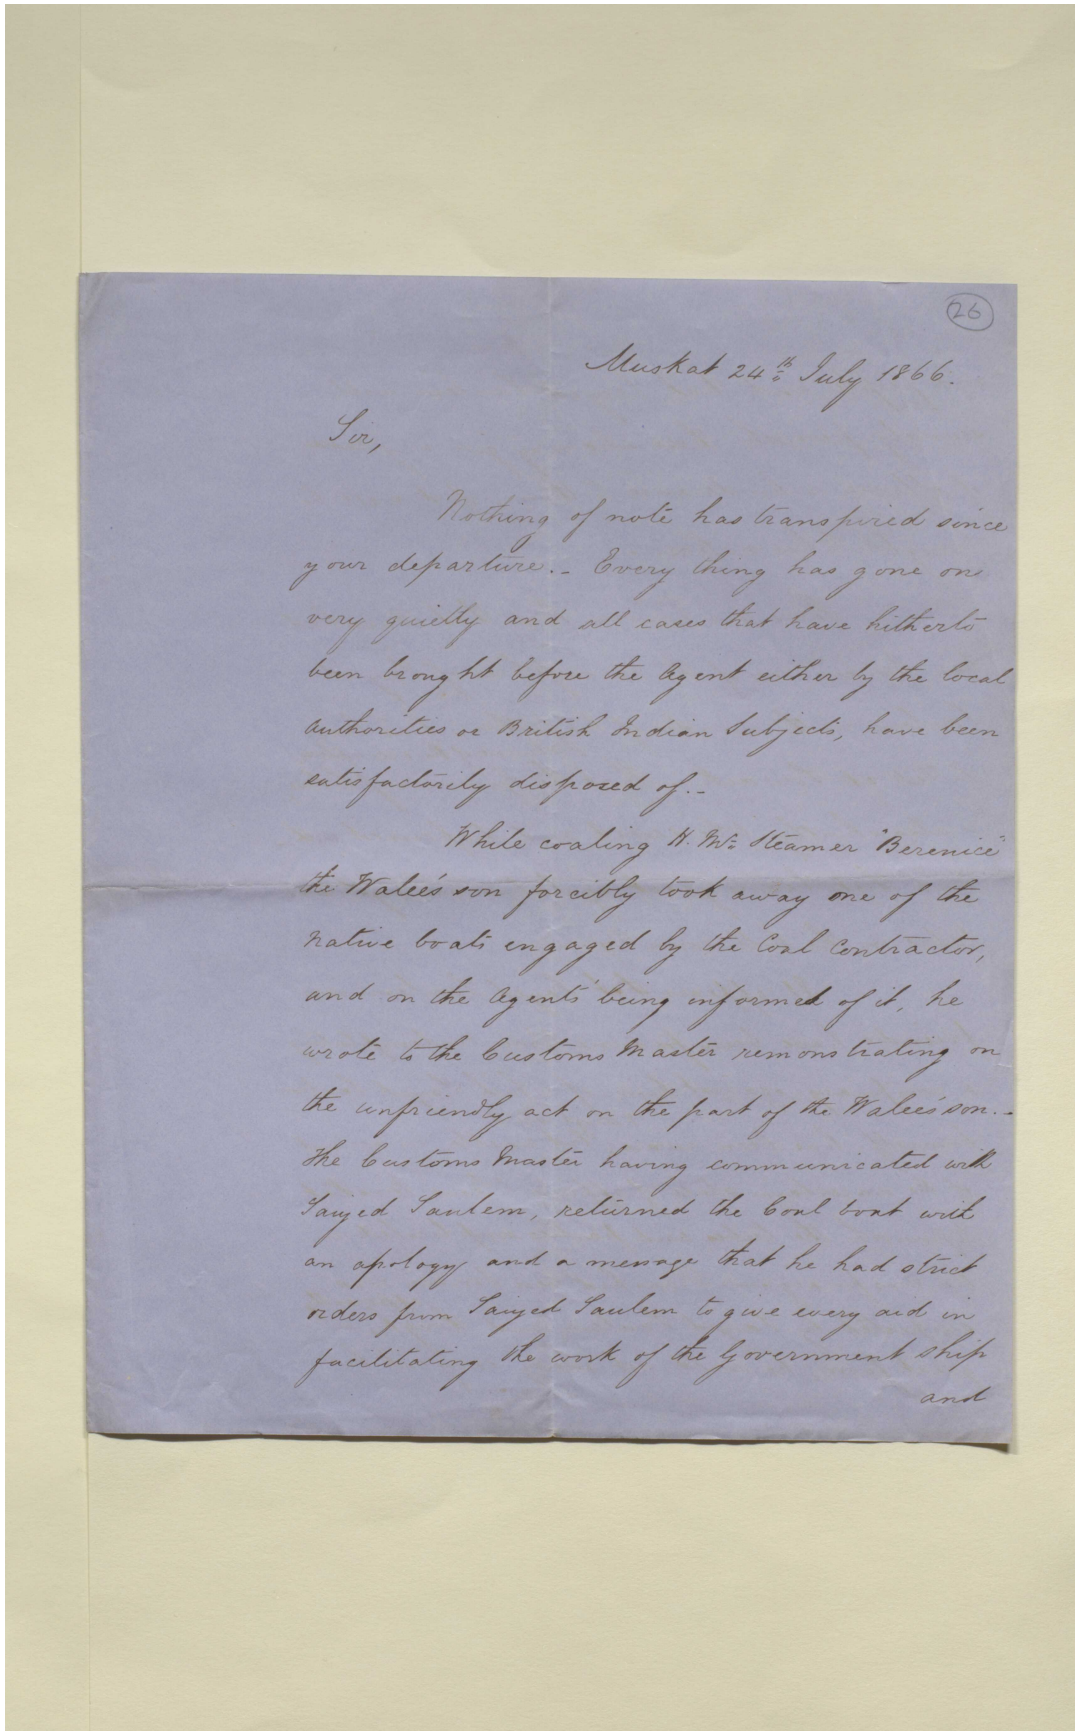 26
Muskat 24th July 1866.
Sir,
Nothing of note has transpired since
your departure._ Every thing has gone on
very quietly and all cases that have hitherto
been brought before the Agent either by the local
authorities or British Indian Subjects, have been
satisfactorily disposed of._
While coaling H. Ms Steamer "Berenice"
the Walee's son forcibly took away one of the
native boats engaged by the Coal Contractor,
and on the Agents' being informed of it, he
wrote to the Customs Master remonstrating on
the unfriendly act on the part of the Walee's son._
The Customs Master having communicated with
Saiyed Saulem, returned the Coal boat with
an apology and a message that he had strict
orders from Saiyed Saulem to give every aid in
facilitating the work of the Government ship
and